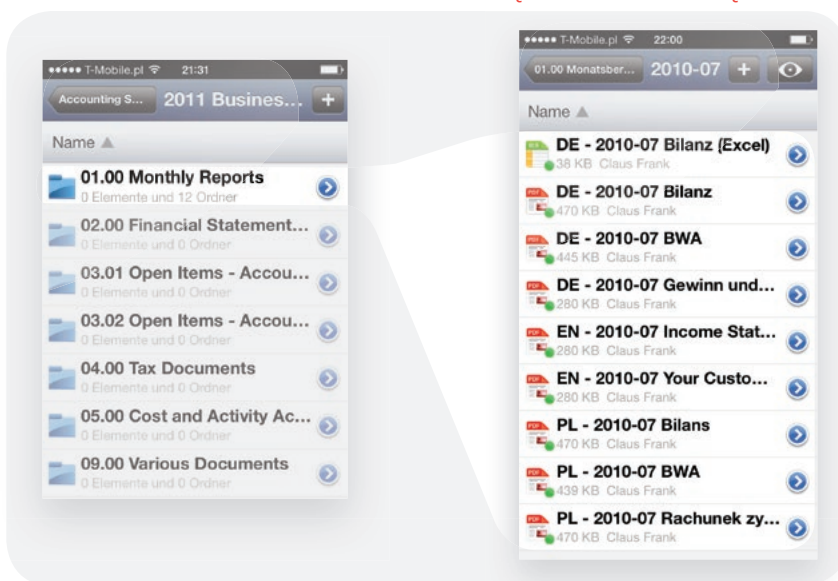 T-Mobile.pl 21:31
Accounting S... 2011 Busines... +
Name
01.00 Monthly Reports
0 Elemente und 12 Ordner
02.00 Financial Statement...
0 Elemente und 0 Ordner
03.01 Open Items - Accou...
0 Elemente und 0 Ordner
03.02 Open Items - Accou...
0 Elemente und 0 Ordner
04.00 Tax Documents
0 Elemente und 0 Ordner
05.00 Cost and Activity Ac...
0 Elemente und 0 Ordner
09.00 Various Documents
0 Elemente und 0 Ordner
T-Mobile.pl 22:00
01.00 Monatsber... 2010-07 +
Name
DE - 2010-07 Bilanz (Excel)
38 KB Claus Frank
DE - 2010-07 Bilanz
470 KB Claus Frank
DE - 2010-07 BWA
445 KB Claus Frank
DE - 2010-07 Gewinn und...
280 KB Claus Frank
EN - 2010-07 Income Stat...
280 KB Claus Frank
EN - 2010-07 Your Custo...
280 KB Claus Frank
PL - 2010-07 Bilans
470 KB Claus Frank
PL - 2010-07 BWA
439 KB Claus Frank
PL - 2010-07 Rachunek zy...
470 KB Claus Frank